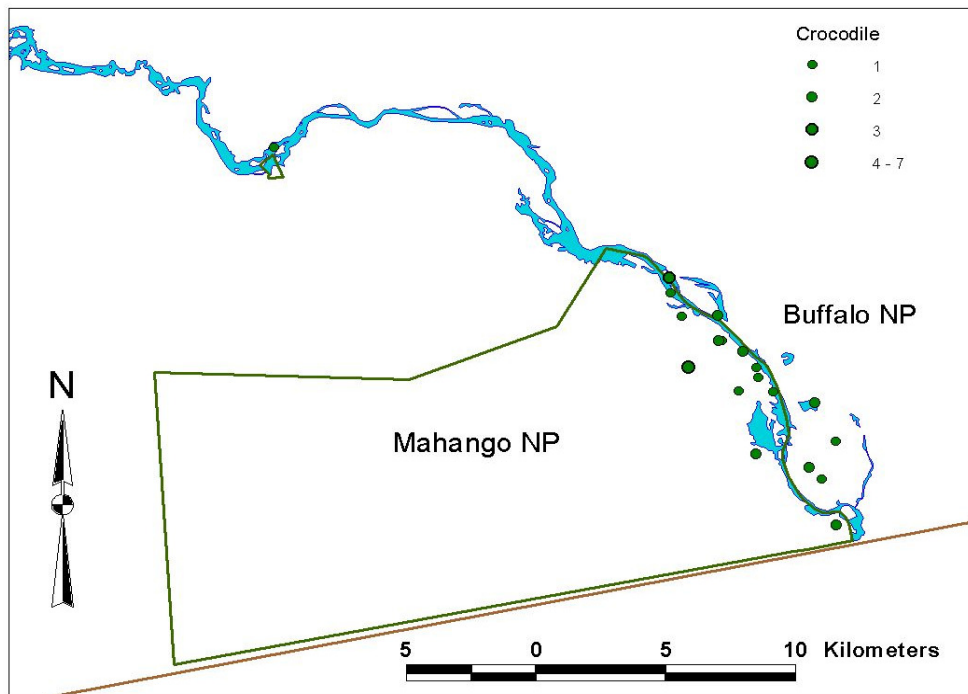 Crocodile
1
2
3
4 - 7
Buffalo NP
Mahango NP
N
5 0 5 10 Kilometers